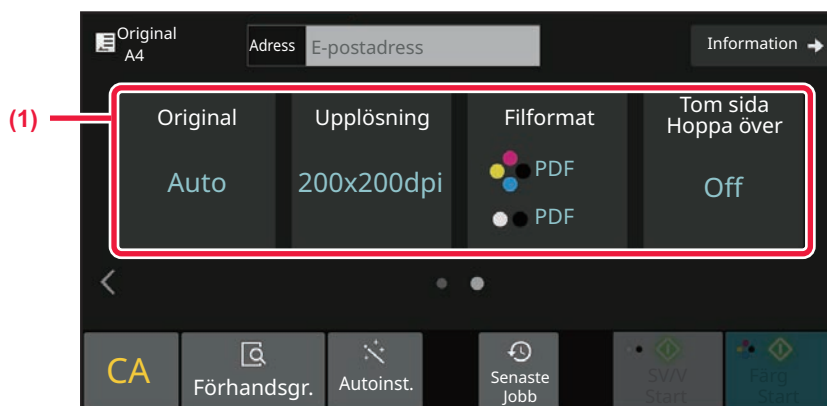 Original
A4
Adress E-postadress
Information
(1)
Original
Upplösning
Filformat
Tom sida
Hoppa över
Auto
200x200dpi
PDF
PDF
Off
CA
Förhandsgr.
Autoinst.
Senaste
Jobb
SV/V
Start
Färg
Start